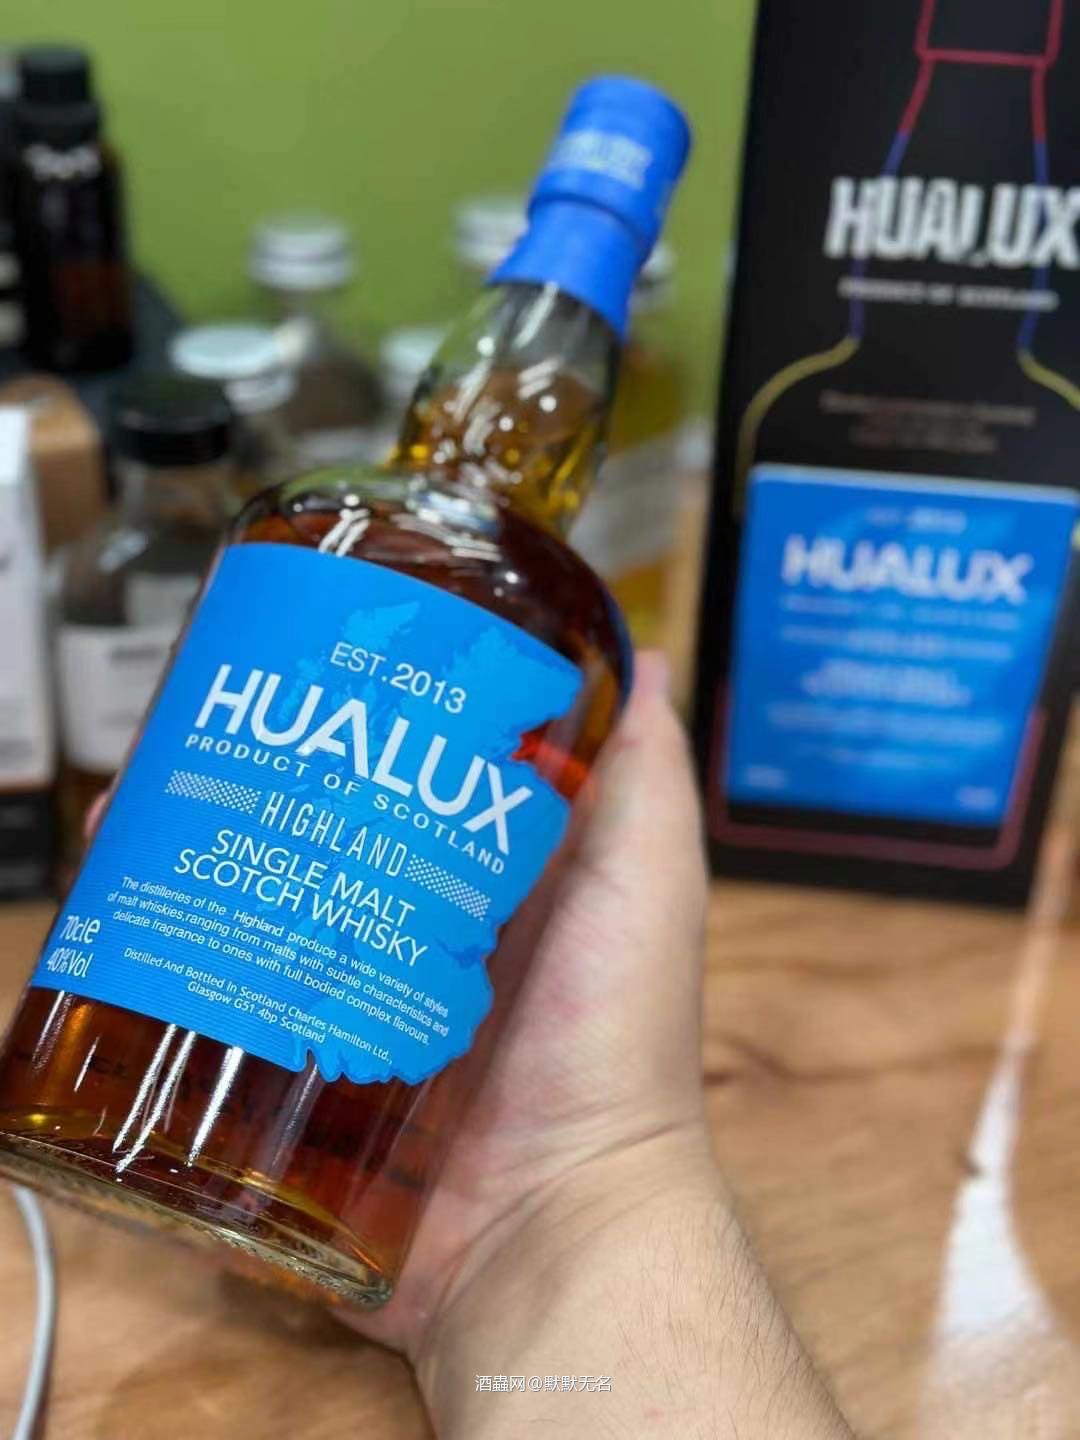 EST.2013
HUALUX
PRODUCT OF SCOTLAND
HIGHLAND
SINGLE MALT
SCOTCH WHISKY
The distilleries of the Highland produce a wide variety of styles
of malt whiskies,ranging from malts with subtle characteristics and
delicate fragrance to ones with full bodied complex flavours.
70cle
40%Vol
Distilled And Bottled In Scotland Charles Hamilton Ltd.,
Glasgow G51 4bp Scotland
HUALUX
PRODUCT OF SCOTLAND
2013
HUALUX
酒蟲网@默默无名